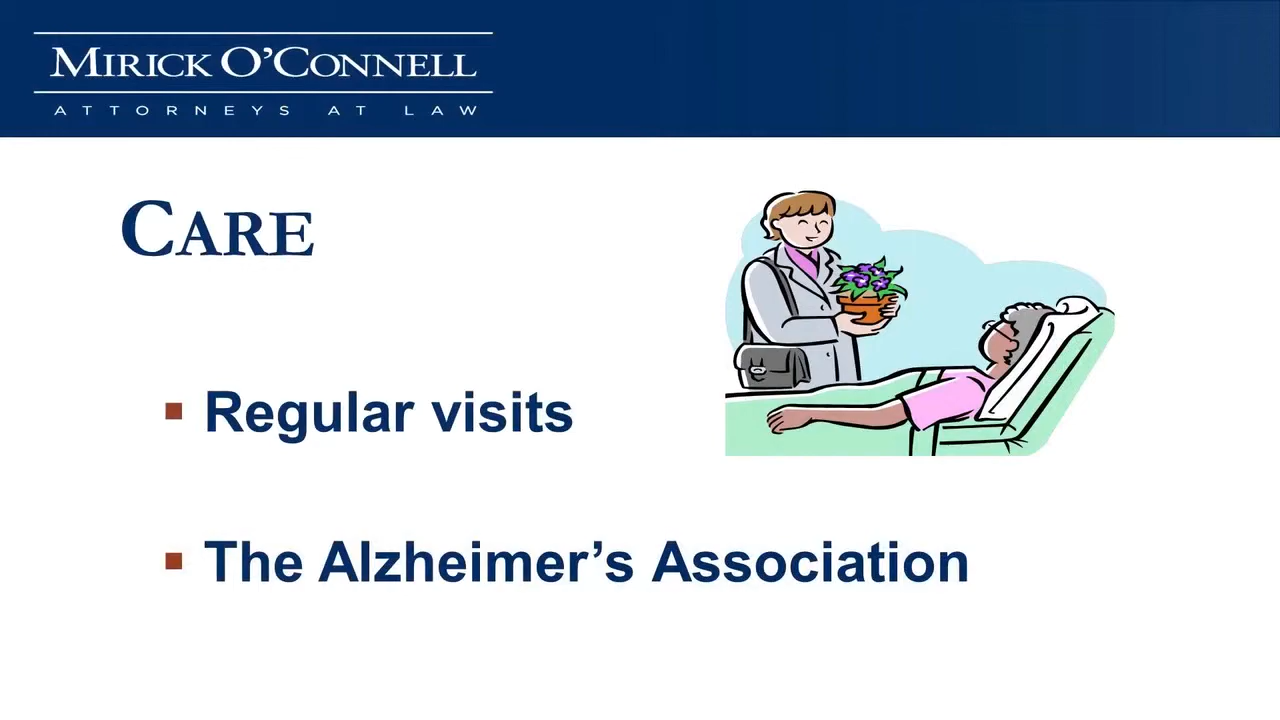 MIRICK O'CONNELL
ATTORNEYS AT LAW
CARE
▪ Regular visits
▪ The Alzheimer’s Association